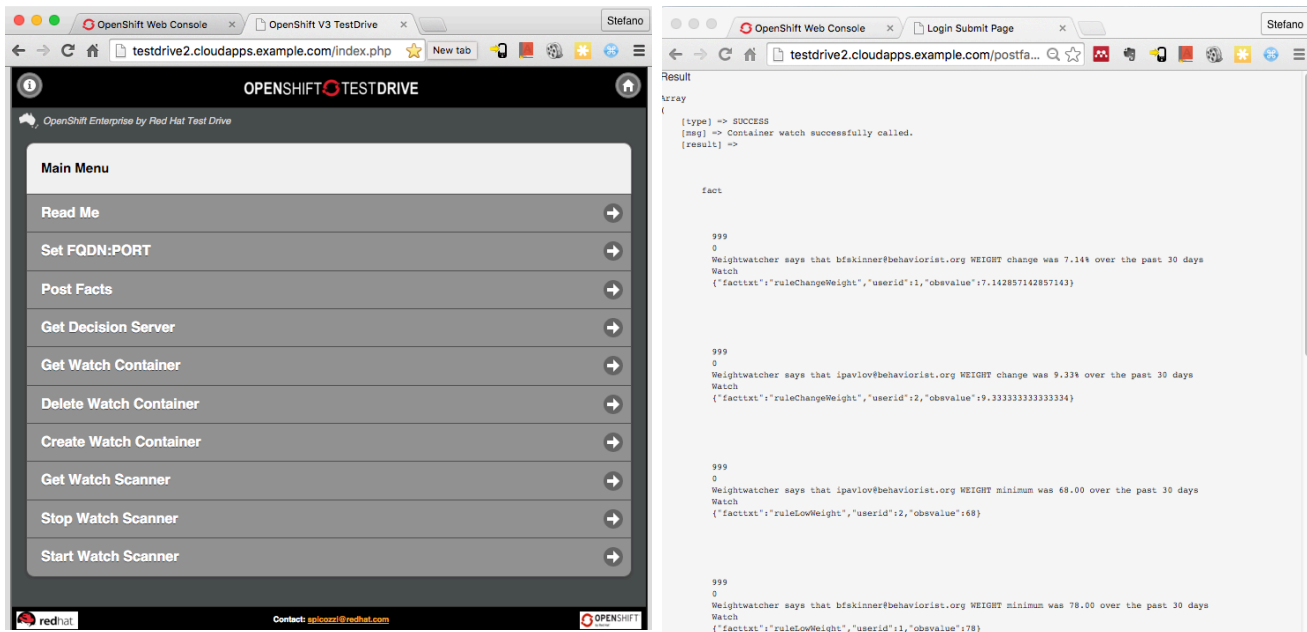 OpenShift Web Console
OpenShift V3 TestDrive
Stefano
testdrive2.cloudapps.example.com/index.php
New tab
OPENSHIFT TESTDRIVE
OpenShift Enterprise by Red Hat Test Drive
Main Menu
Read Me
Set FQDN:PORT
Post Facts
Get Decision Server
Get Watch Container
Delete Watch Container
Create Watch Container
Get Watch Scanner
Stop Watch Scanner
Start Watch Scanner
redhat
Contact: spicozzi@redhat.com
OPENSHIFT
OpenShift Web Console
Login Submit Page
Stefano
testdrive2.cloudapps.example.com/postfa...
Result
Array
(
[type] => SUCCESS
[msg] => Container watch successfully called.
[result] =>
fact
999
0
Weightwatcher says that bfskinner@behaviorist.org WEIGHT change was 7.14% over the past 30 days
Watch
{"facttxt":"ruleChangeWeight","userid":1,"obsvalue":7.142857142857143}
999
0
Weightwatcher says that ipavlov@behaviorist.org WEIGHT change was 9.33% over the past 30 days
Watch
{"facttxt":"ruleChangeWeight","userid":2,"obsvalue":9.333333333333334}
999
0
Weightwatcher says that ipavlov@behaviorist.org WEIGHT minimum was 68.00 over the past 30 days
Watch
{"facttxt":"ruleLowWeight","userid":2,"obsvalue":68}
999
0
Weightwatcher says that bfskinner@behaviorist.org WEIGHT minimum was 78.00 over the past 30 days
Watch
{"facttxt":"ruleLowWeight","userid":1,"obsvalue":78}